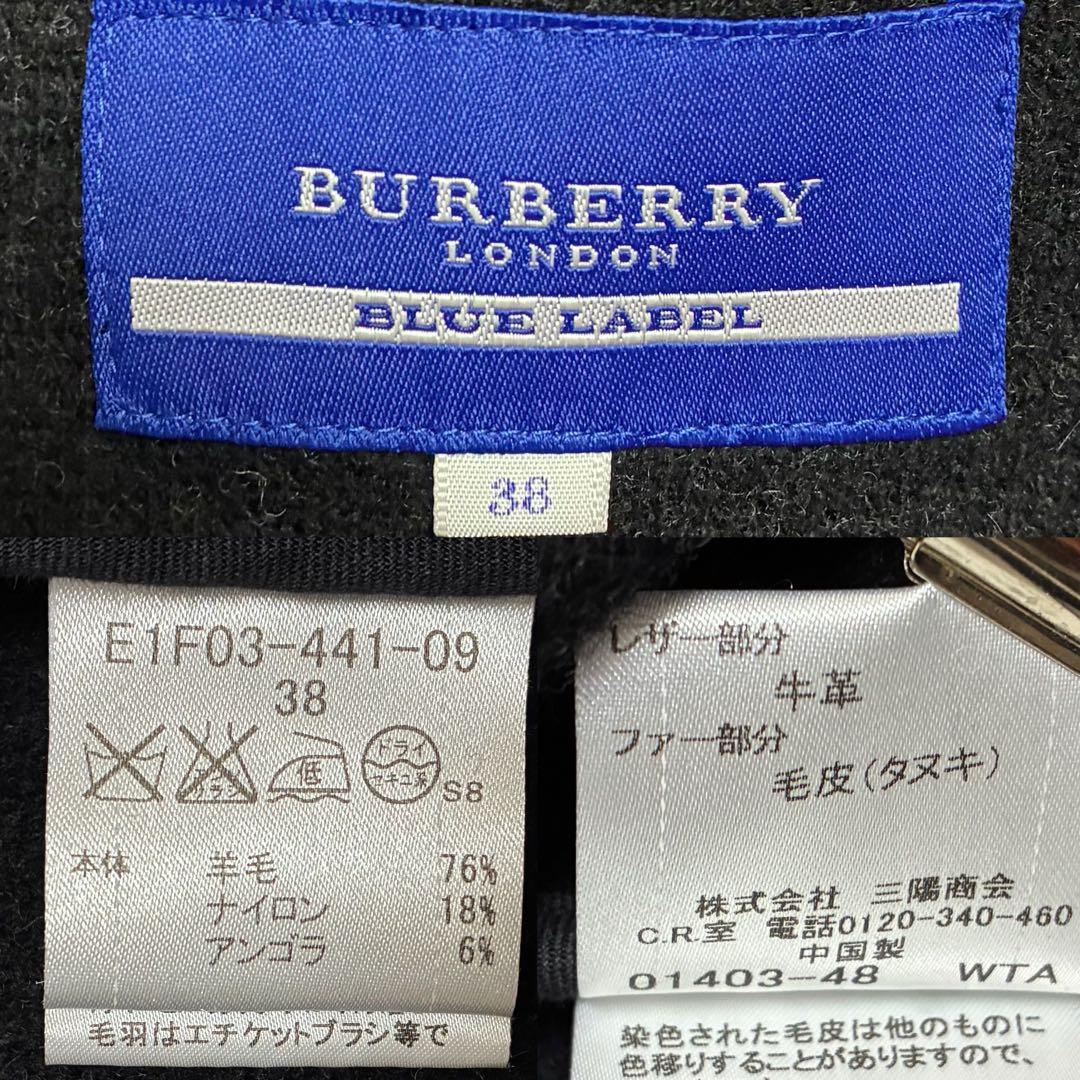 BURBERRY
LONDON
BLUE LABEL
38
E1F03-441-09
38
低
ドライ
セキユ系
S8
本体 羊毛 76%
ナイロン 18%
アンゴラ 6%
毛羽はエチケットブラシ等で
レザー部分
牛革
ファー部分
毛皮(タヌキ)
株式会社 三陽商会
C.R.室 電話0120-340-460
中国製
01403-48 WTA
染色された毛皮は他のものに
色移りすることがありますので、